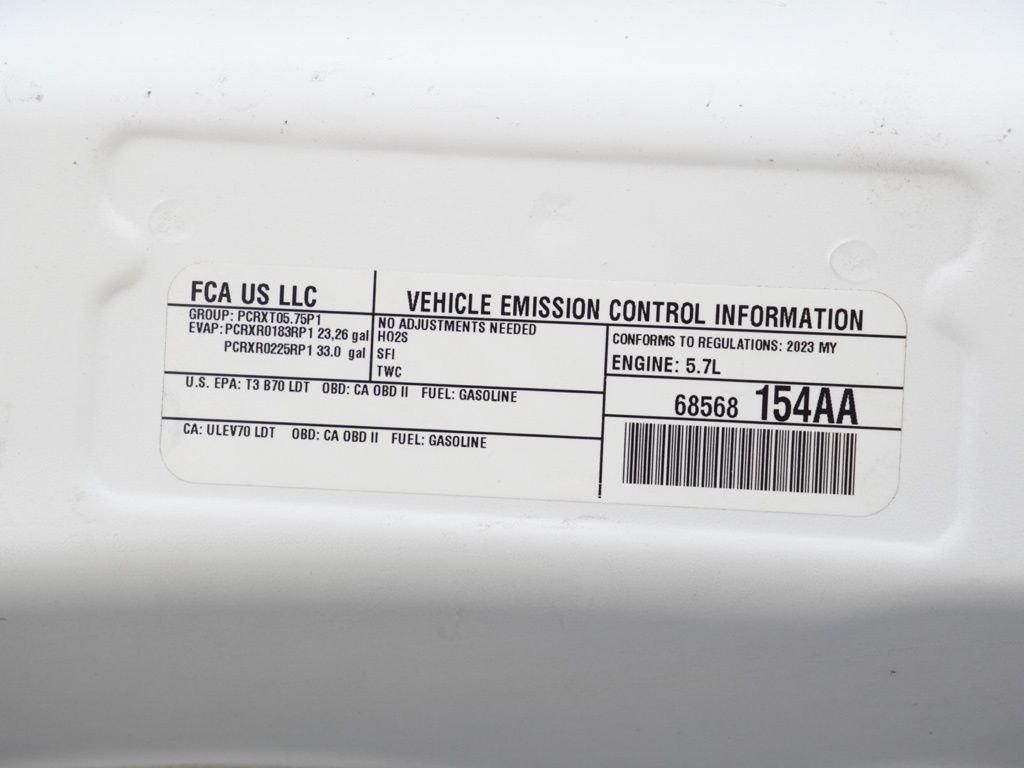 FCA US LLC
VEHICLE EMISSION CONTROL INFORMATION
GROUP: PCRXT05.75P1
EVAP: PCRXR0183RP1 23,26 gal
PCRXR0225RP1 33.0 gal
NO ADJUSTMENTS NEEDED
HO2S
SFI
TWC
CONFORMS TO REGULATIONS: 2023 MY
ENGINE: 5.7L
U.S. EPA: T3 B70 LDT OBD: CA OBD II FUEL: GASOLINE
68568 154AA
CA: ULEV70 LDT OBD: CA OBD II FUEL: GASOLINE